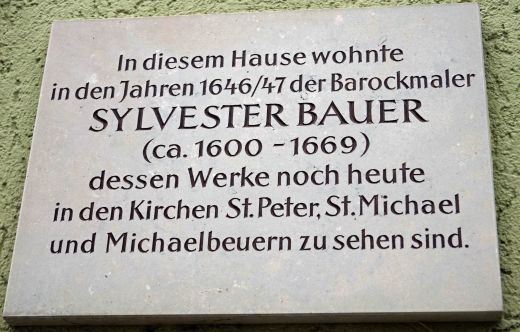 In diesem Hause wohnte
in den Jahren 1646/47 der Barockmaler
SYLVESTER BAUER
(ca. 1600 - 1669)
dessen Werke noch heute
in den Kirchen St. Peter, St. Michael
und Michaelbeuern zu sehen sind.